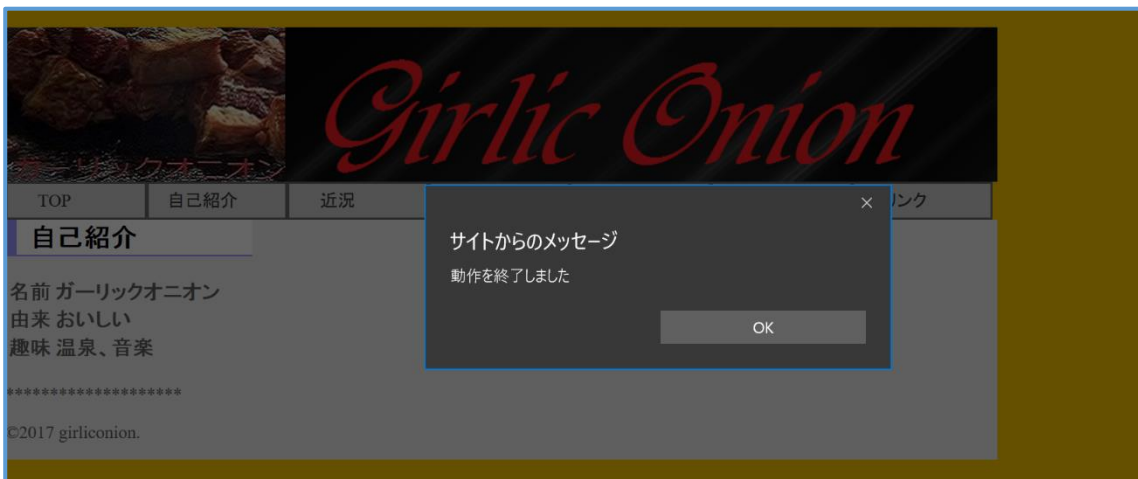 Girlic Onion
ガーリックオニオン
TOP
自己紹介
近況
リンク
自己紹介
サイトからのメッセージ
動作を終了しました
OK
名前 ガーリックオニオン
由来 おいしい
趣味 温泉、音楽
********************
©2017 girliconion.